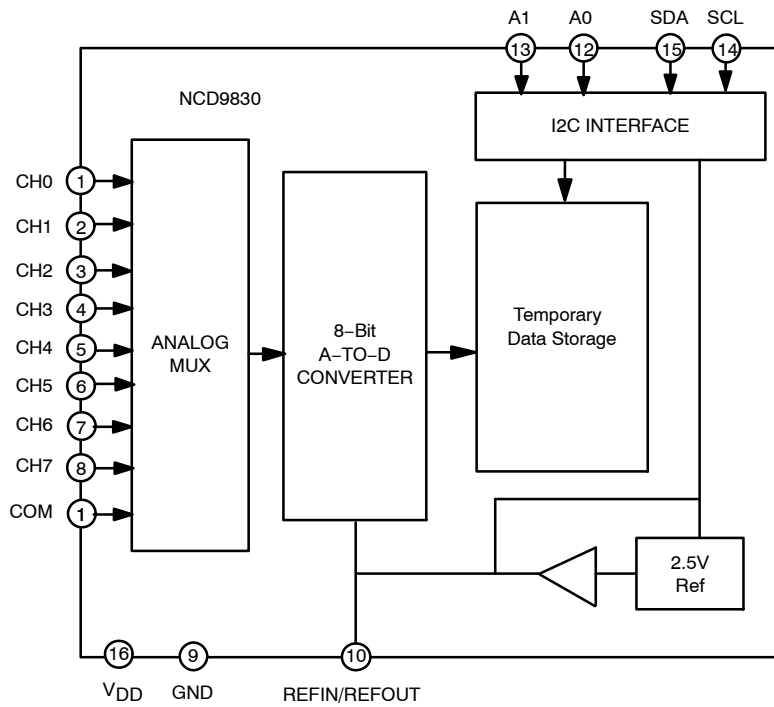 A1 A0 SDA SCL
13 12 15 14
NCD9830
I2C INTERFACE
CH0 1
CH1 2
CH2 3
CH3 4
CH4 5
CH5 6
CH6 7
CH7 8
COM 1
ANALOG
MUX
8−Bit
A−TO−D
CONVERTER
Temporary
Data Storage
2.5V
Ref
16 9 10
VDD GND REFIN/REFOUT